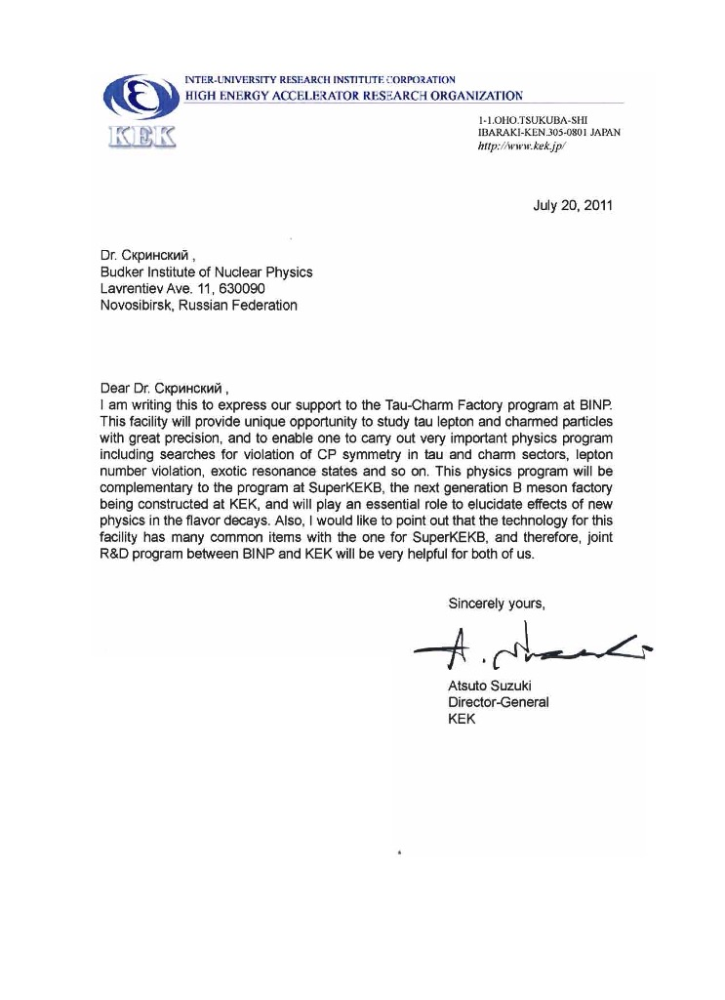 INTER-UNIVERSITY RESEARCH INSTITUTE CORPORATION
HIGH ENERGY ACCELERATOR RESEARCH ORGANIZATION
KEK
1-1.OHO.TSUKUBA-SHI
IBARAKI-KEN.305-0801 JAPAN
http://www.kek.jp/
July 20, 2011
Dr. Скринский ,
Budker Institute of Nuclear Physics
Lavrentiev Ave. 11, 630090
Novosibirsk, Russian Federation
Dear Dr. Скринский ,
I am writing this to express our support to the Tau-Charm Factory program at BINP.
This facility will provide unique opportunity to study tau lepton and charmed particles
with great precision, and to enable one to carry out very important physics program
including searches for violation of CP symmetry in tau and charm sectors, lepton
number violation, exotic resonance states and so on. This physics program will be
complementary to the program at SuperKEKB, the next generation B meson factory
being constructed at KEK, and will play an essential role to elucidate effects of new
physics in the flavor decays. Also, I would like to point out that the technology for this
facility has many common items with the one for SuperKEKB, and therefore, joint
R&D program between BINP and KEK will be very helpful for both of us.
Sincerely yours,
A. Suzuki
Atsuto Suzuki
Director-General
KEK